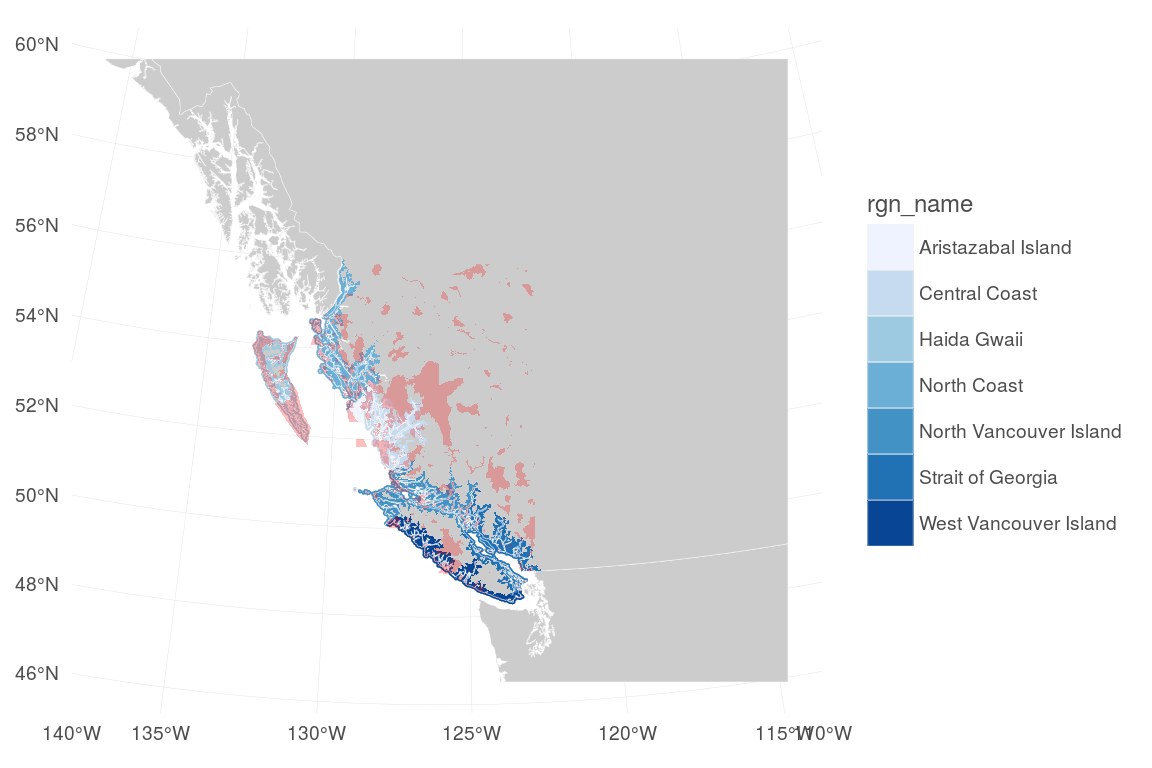 60°N
58°N
56°N
54°N
52°N
50°N
48°N
46°N
140°W 135°W 130°W 125°W 120°W 115°W 110°W
rgn_name
Aristazabal Island
Central Coast
Haida Gwaii
North Coast
North Vancouver Island
Strait of Georgia
West Vancouver Island